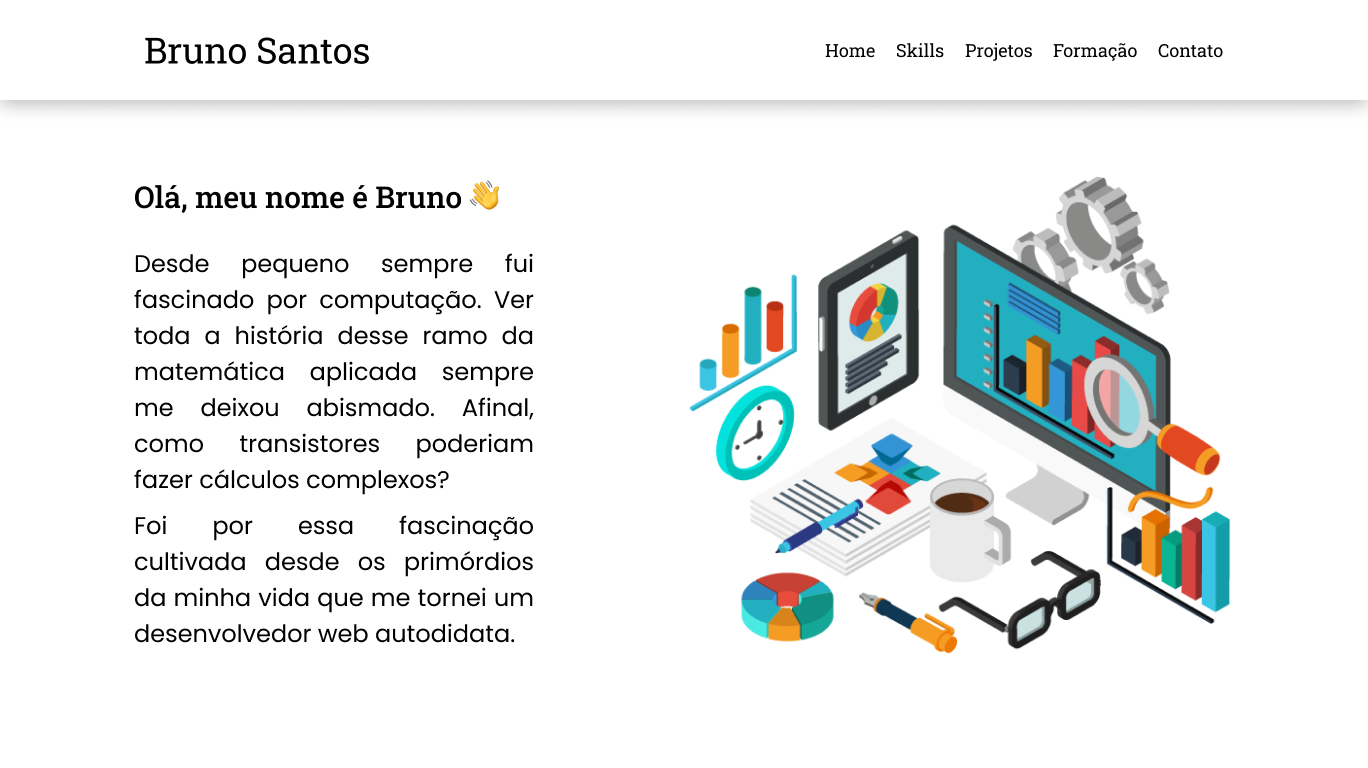 Bruno Santos
Home Skills Projetos Formação Contato
Olá, meu nome é Bruno 👋
Desde pequeno sempre fui
fascinado por computação. Ver
toda a história desse ramo da
matemática aplicada sempre
me deixou abismado. Afinal,
como transistores poderiam
fazer cálculos complexos?
Foi por essa fascinação
cultivada desde os primórdios
da minha vida que me tornei um
desenvolvedor web autodidata.